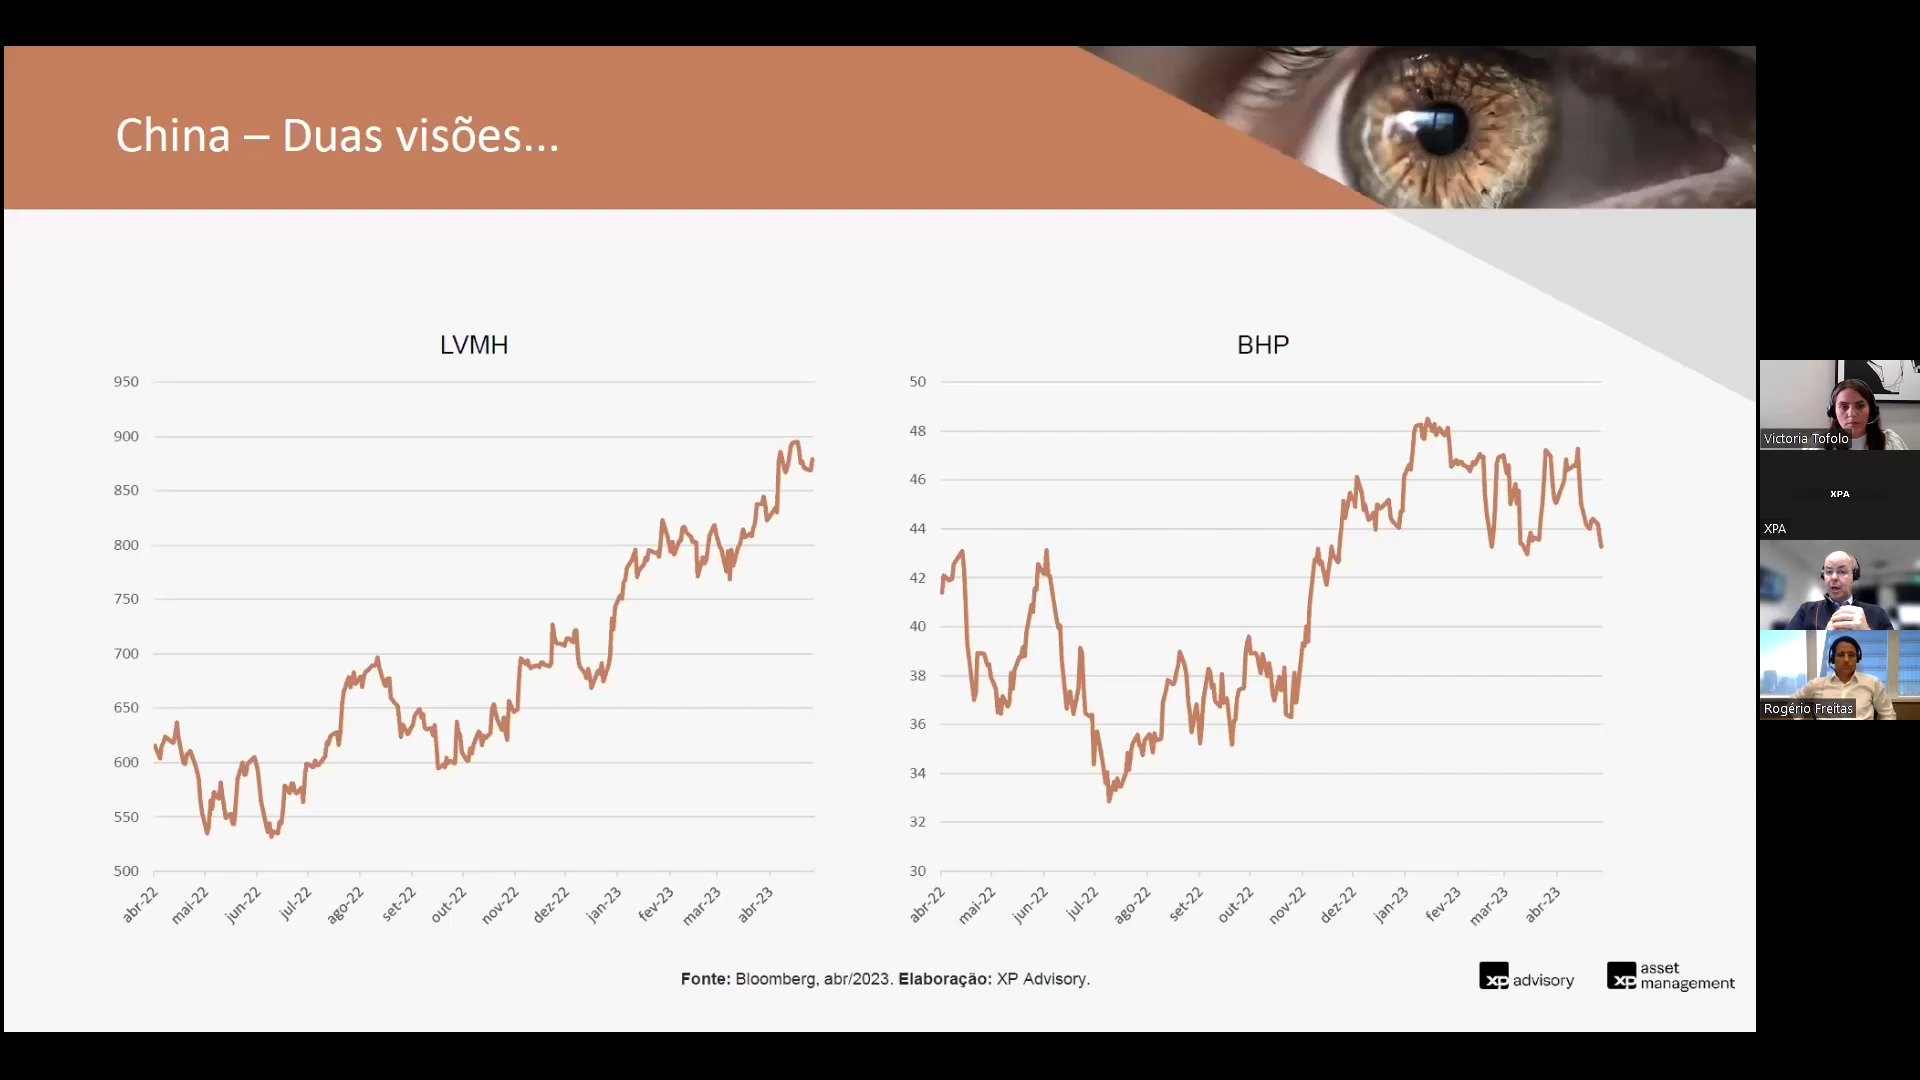 China – Duas visões...
LVMH
950
900
850
800
750
700
650
600
550
500
abr-22
mai-22
jun-22
jul-22
ago-22
set-22
out-22
nov-22
dez-22
jan-23
fev-23
mar-23
abr-23
BHP
50
48
46
44
42
40
38
36
34
32
30
abr-22
mai-22
jun-22
jul-22
ago-22
set-22
out-22
nov-22
dez-22
jan-23
fev-23
mar-23
abr-23
Fonte: Bloomberg, abr/2023. Elaboração: XP Advisory.
xp advisory
xp asset
management
Victoria Tofolo
XPA
XPA
Rogério Freitas